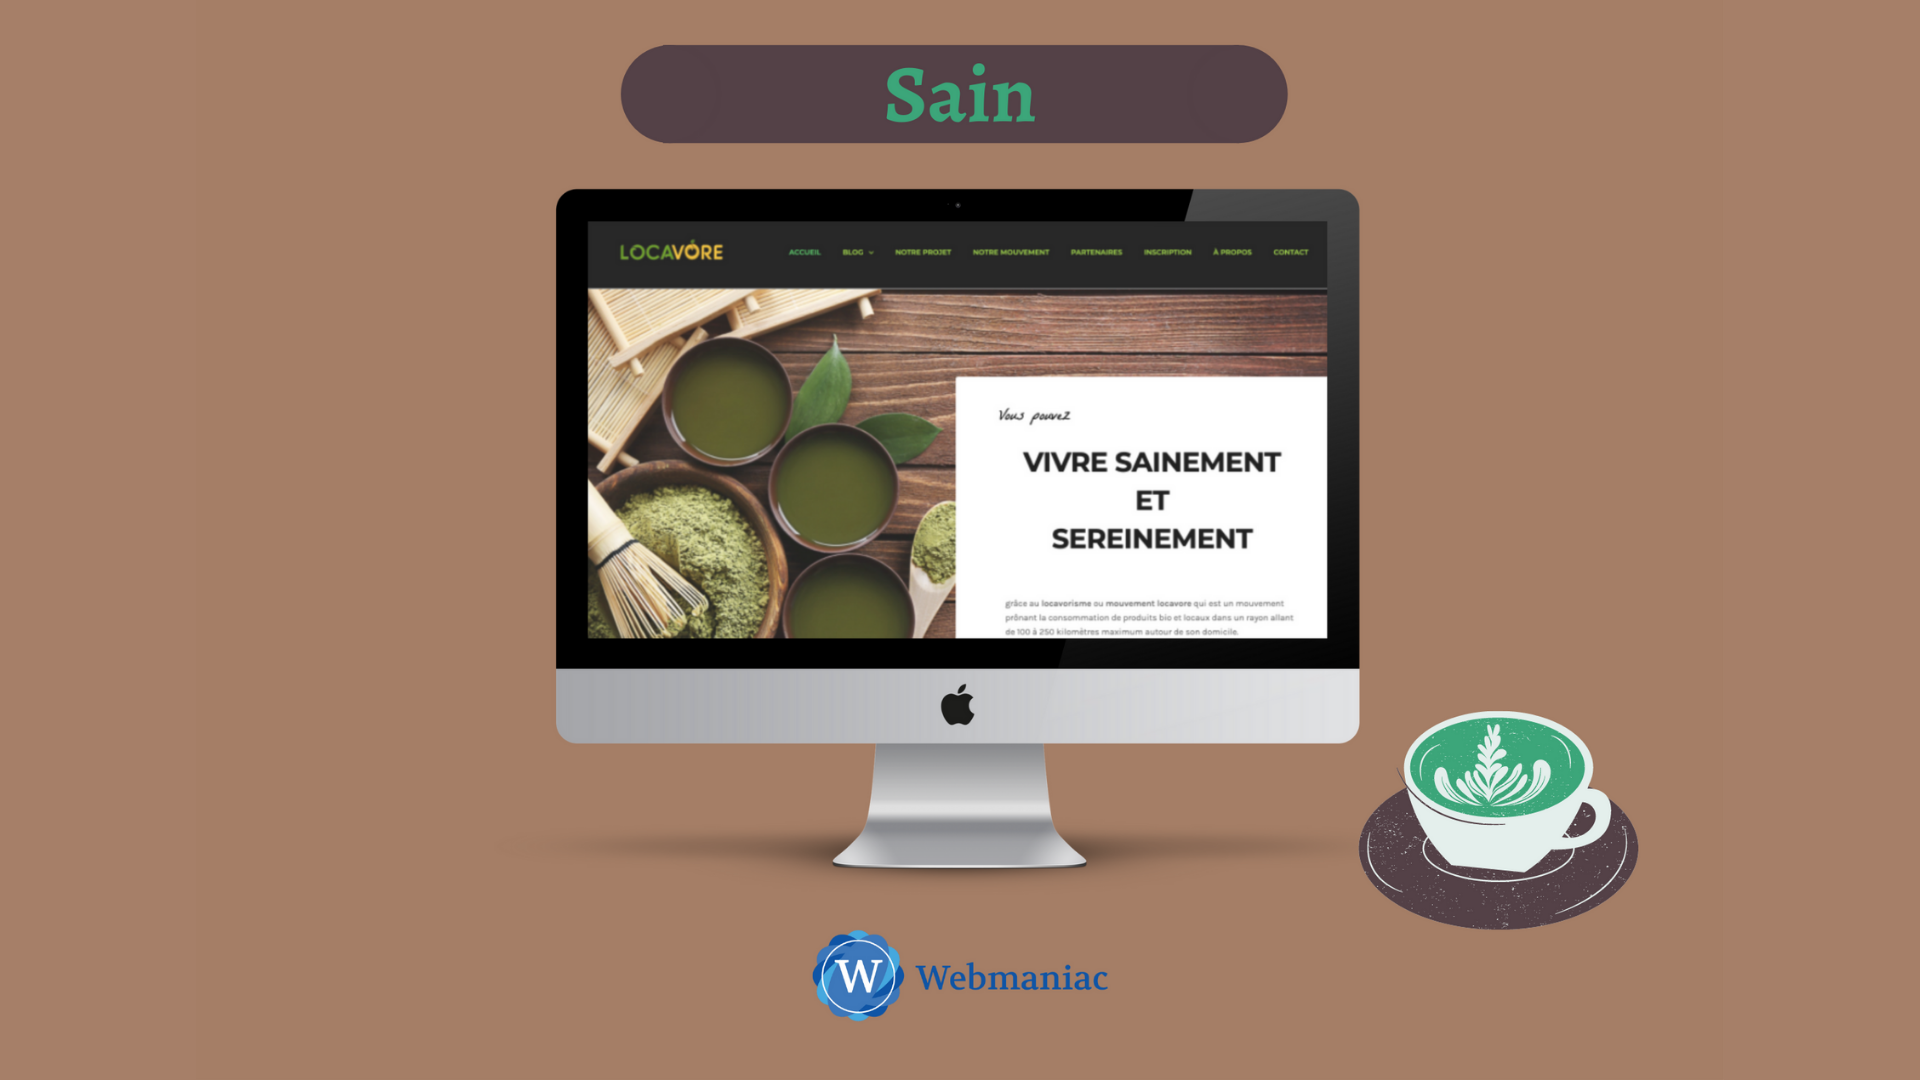 Sain
LOCAVORE
ACCUEIL BLOG NOTRE PROJET NOTRE MOUVEMENT PARTENAIRES INSCRIPTION À PROPOS CONTACT
Vous pouvez
VIVRE SAINEMENT
ET
SEREINEMENT
grâce au locavorisme ou mouvement locavore qui est un mouvement
prônant la consommation de produits bio et locaux dans un rayon allant
de 100 à 250 kilomètres maximum autour de son domicile.
W Webmaniac